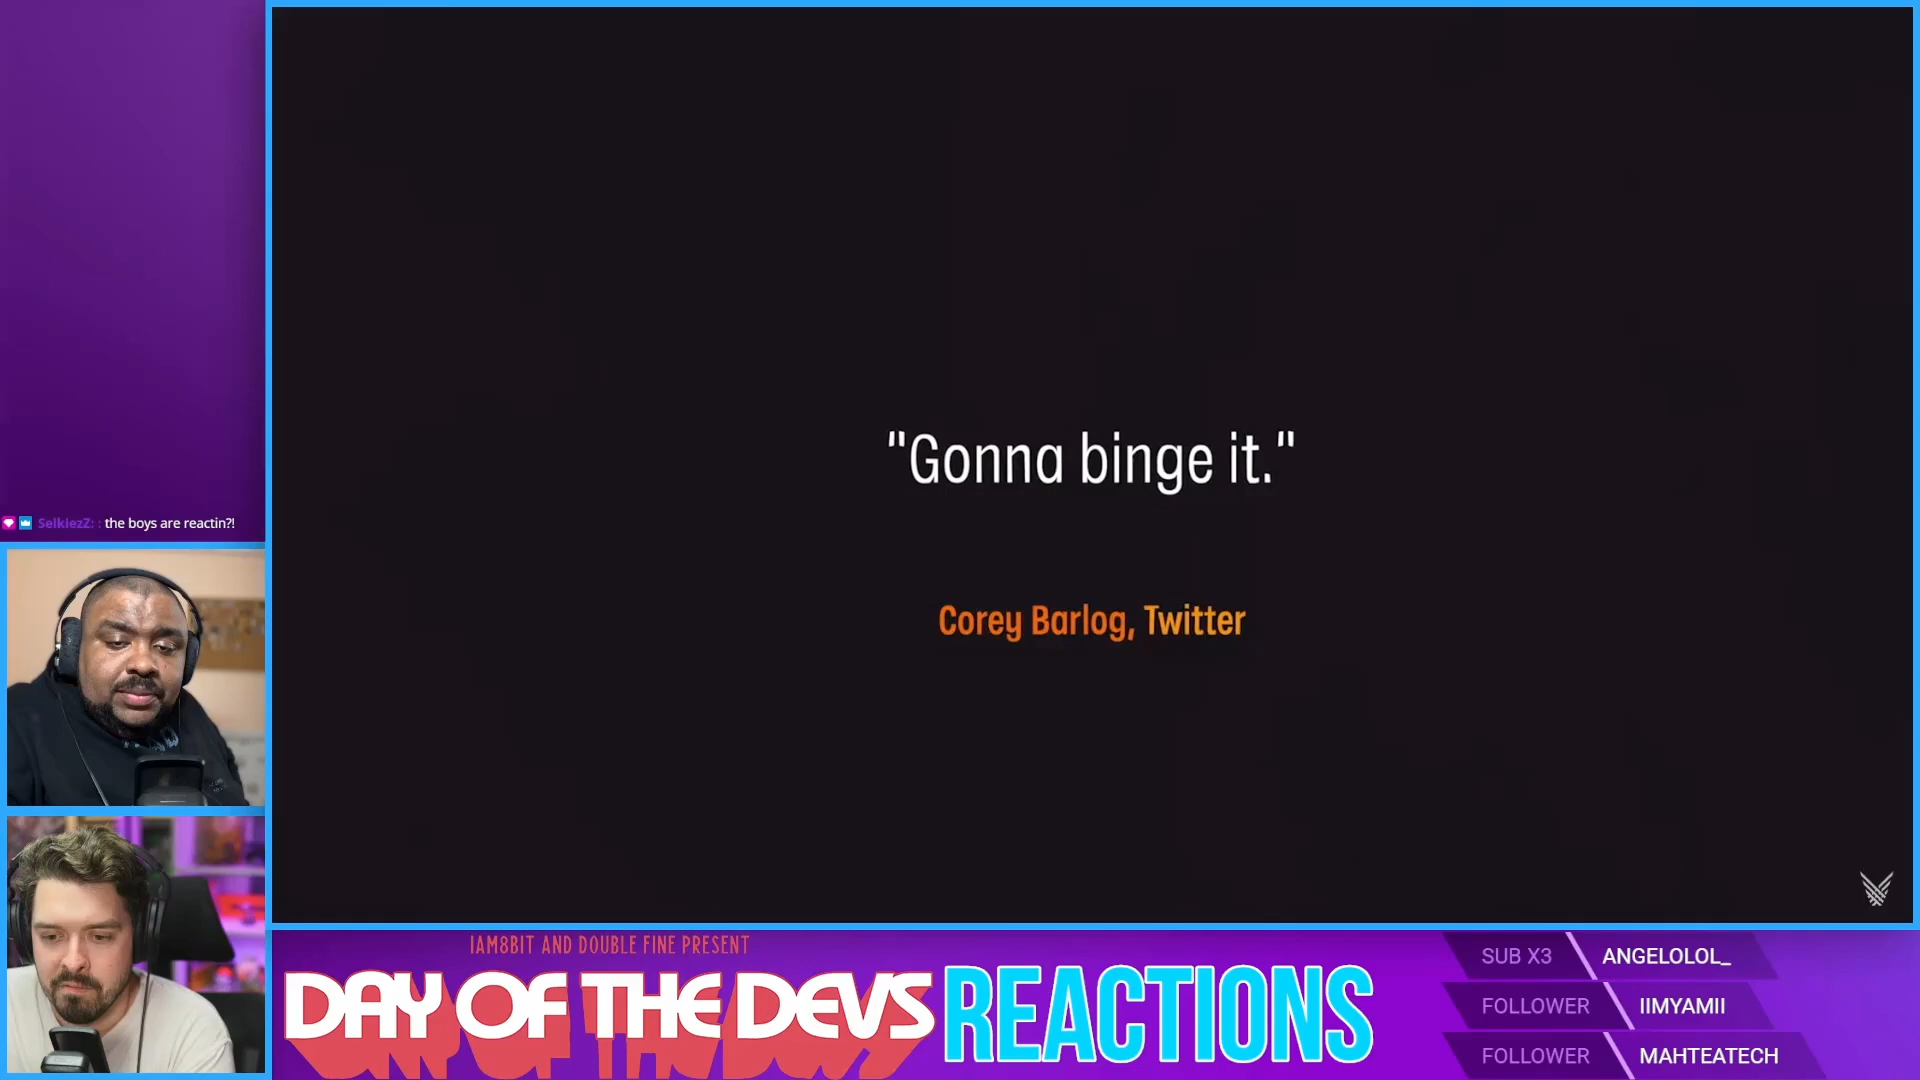 "Gonna binge it."
Corey Barlog, Twitter
SelkiezZ: : the boys are reactin?!
IAM8BIT AND DOUBLE FINE PRESENT
DAY OF THE DEVS REACTIONS
SUB X3 ANGELOLOL_
FOLLOWER IIMYAMII
FOLLOWER MAHTEATECH